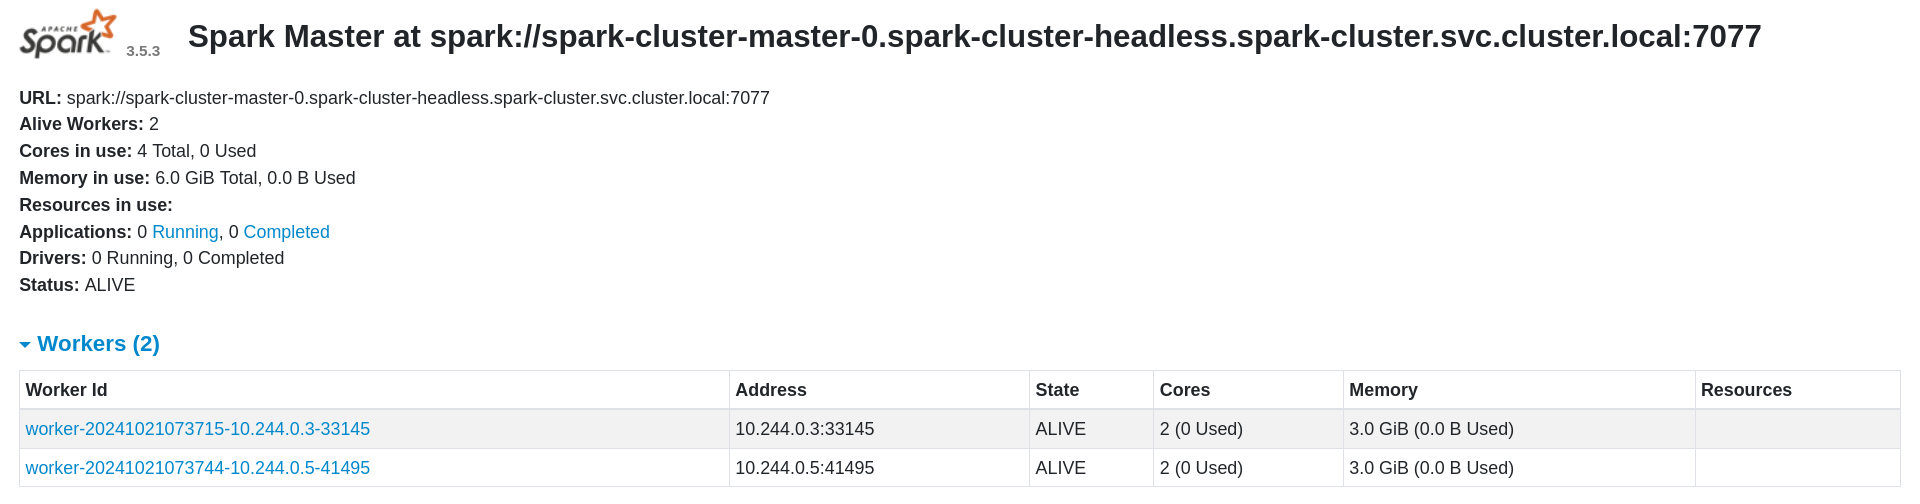 APACHE Spark 3.5.3 Spark Master at spark://spark-cluster-master-0.spark-cluster-headless.spark-cluster.svc.cluster.local:7077
URL: spark://spark-cluster-master-0.spark-cluster-headless.spark-cluster.svc.cluster.local:7077
Alive Workers: 2
Cores in use: 4 Total, 0 Used
Memory in use: 6.0 GiB Total, 0.0 B Used
Resources in use:
Applications: 0 Running, 0 Completed
Drivers: 0 Running, 0 Completed
Status: ALIVE
Workers (2)
Worker Id Address State Cores Memory Resources
worker-20241021073715-10.244.0.3-33145 10.244.0.3:33145 ALIVE 2 (0 Used) 3.0 GiB (0.0 B Used)
worker-20241021073744-10.244.0.5-41495 10.244.0.5:41495 ALIVE 2 (0 Used) 3.0 GiB (0.0 B Used)